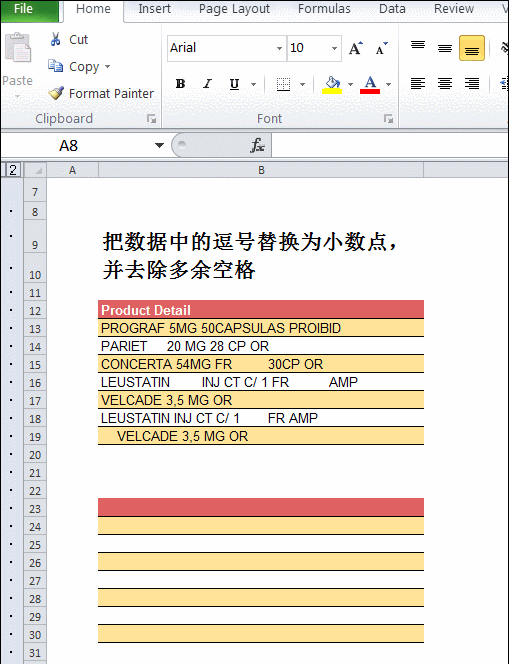 File Home Insert Page Layout Formulas Data Review
Cut
Copy
Format Painter
Paste
Clipboard
Arial 10 A A
B I U A
Font
A8 fx
2 A B
7
8
9 把数据中的逗号替换为小数点，
10 并去除多余空格
11
12 Product Detail
13 PROGRAF 5MG 50CAPSULAS PROIBID
14 PARIET 20 MG 28 CP OR
15 CONCERTA 54MG FR 30CP OR
16 LEUSTATIN INJ CT C/ 1 FR AMP
17 VELCADE 3,5 MG OR
18 LEUSTATIN INJ CT C/ 1 FR AMP
19 VELCADE 3,5 MG OR
20
21
22
23
24
25
26
27
28
29
30
31